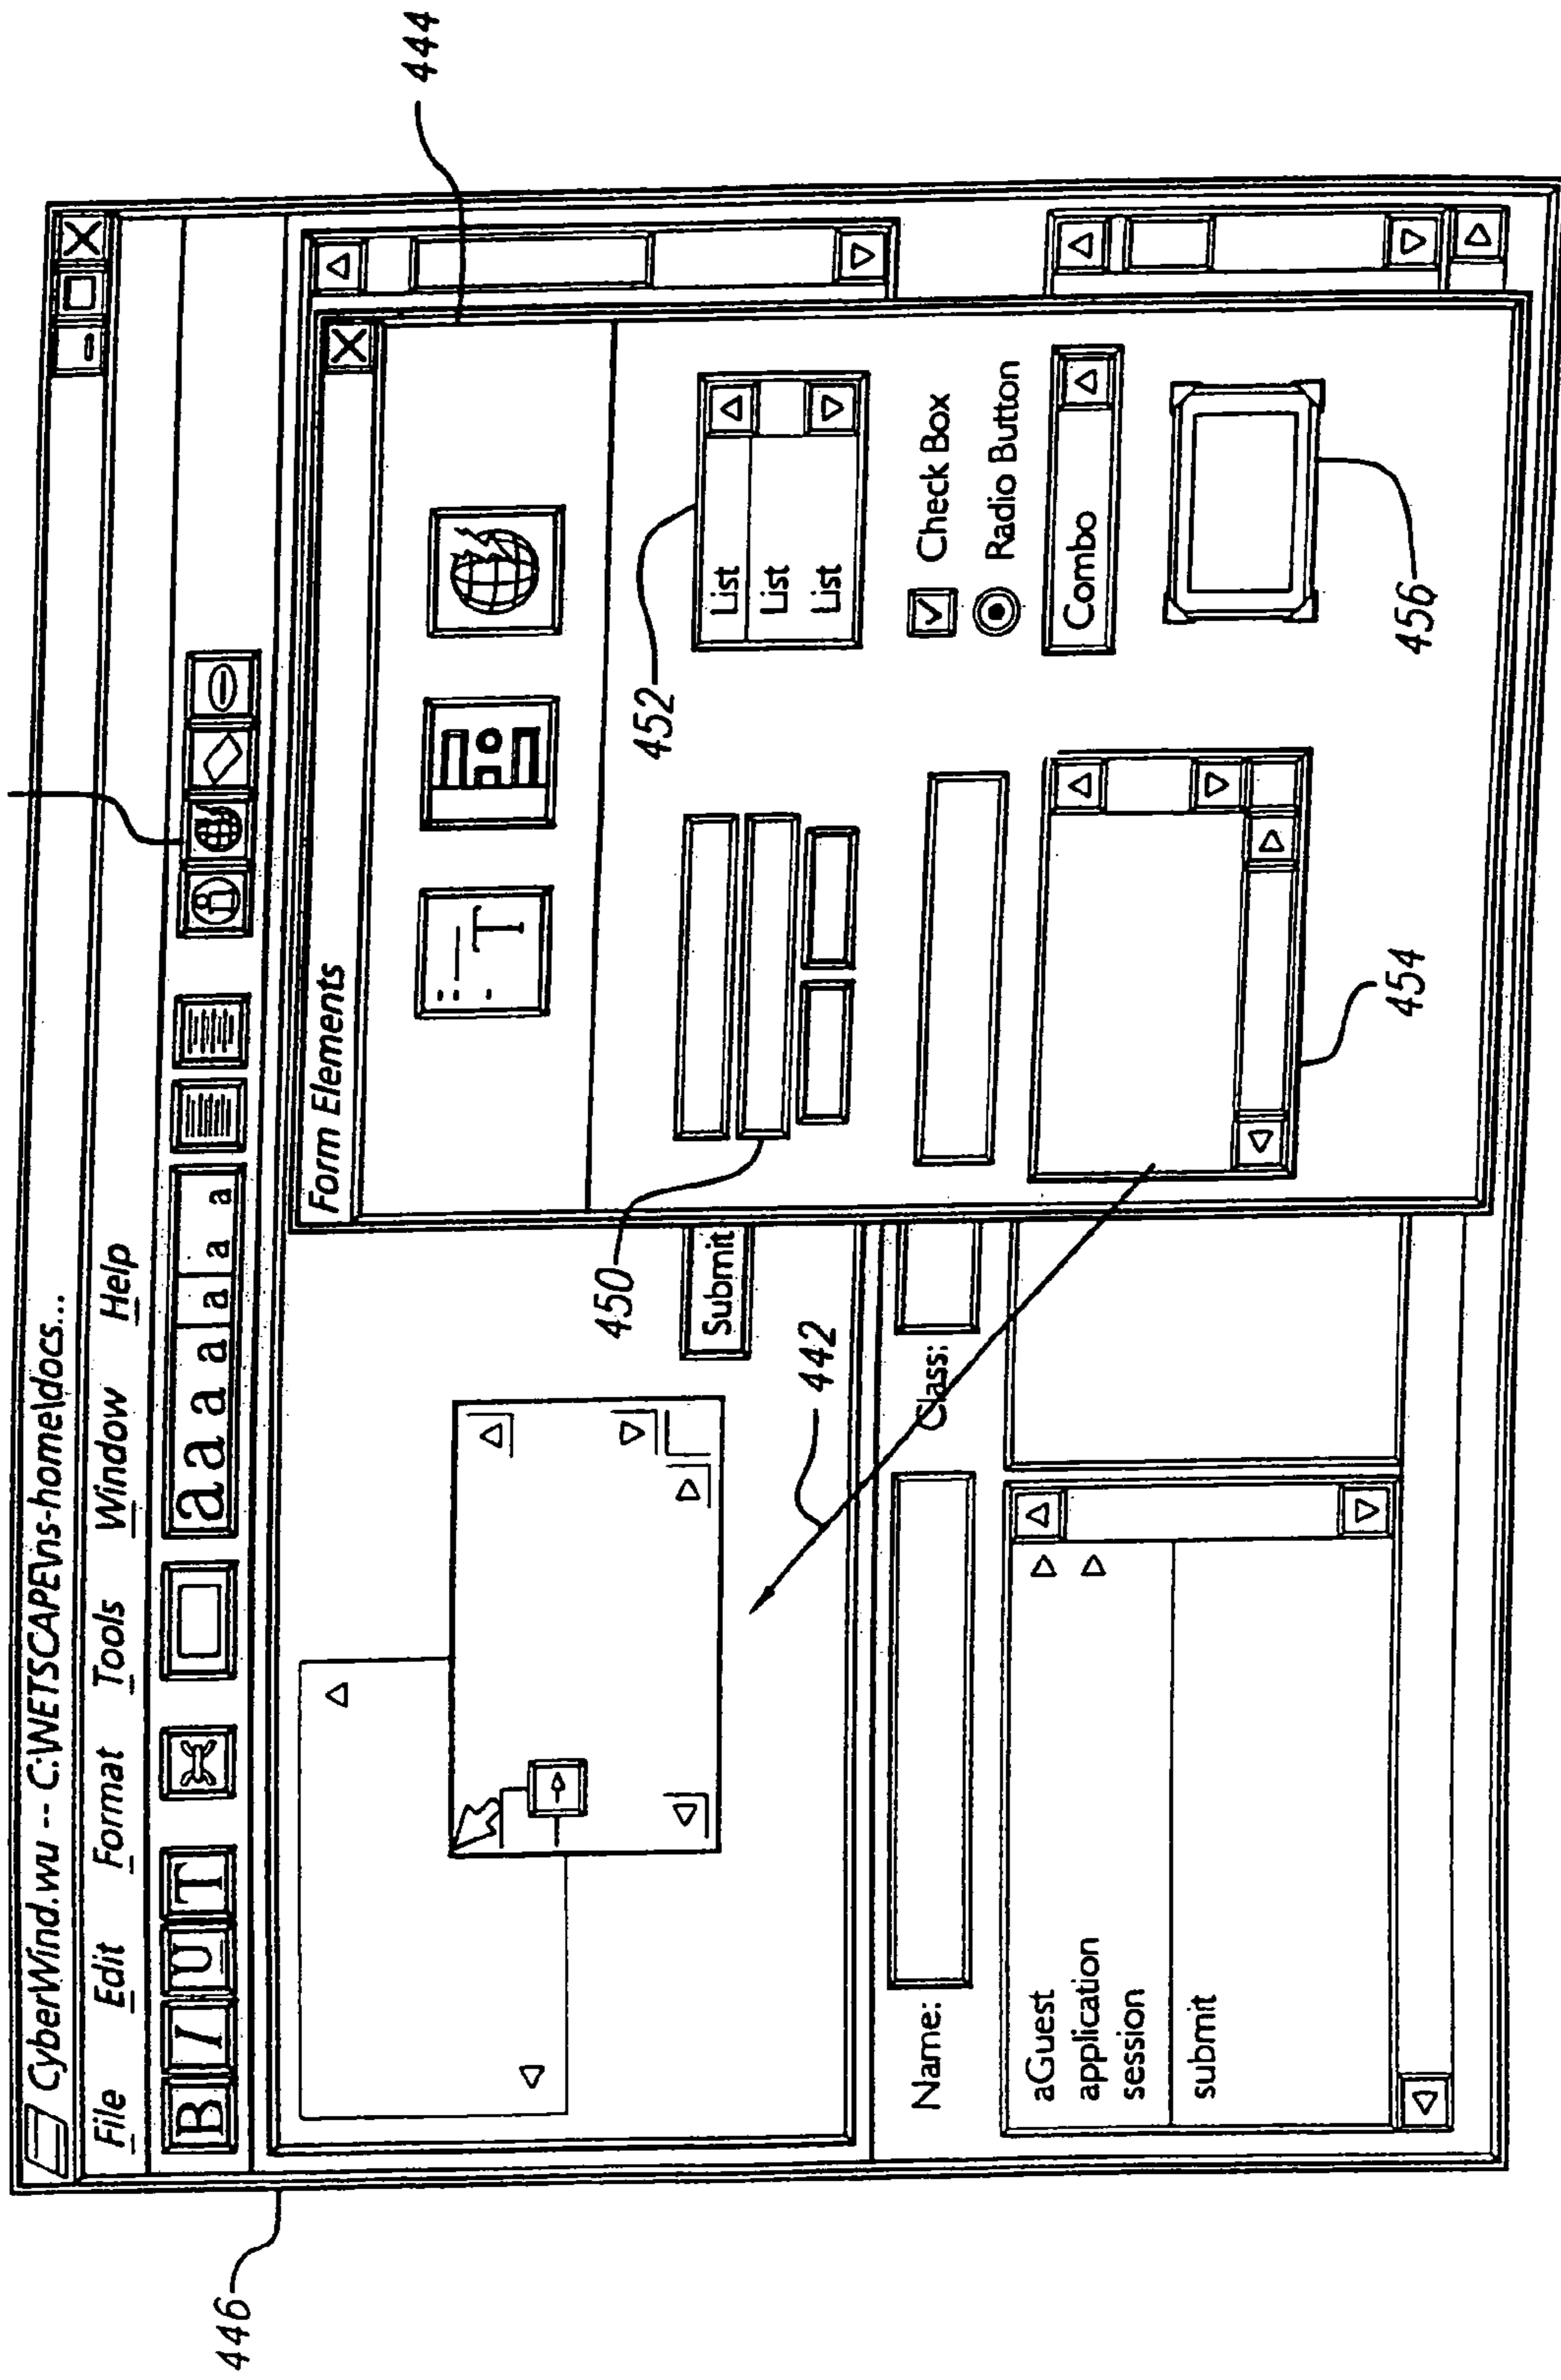 CyberWind.wu -- C:\NETSCAPE\ns-home\docs...
File Edit Format Tools Window Help
B I U T a a a a a a a
Form Elements
T
Submit
List
List
List
Check Box
Radio Button
Combo
Name:
Class:
aGuest
application
session
submit
446
444
442
450
452
454
456